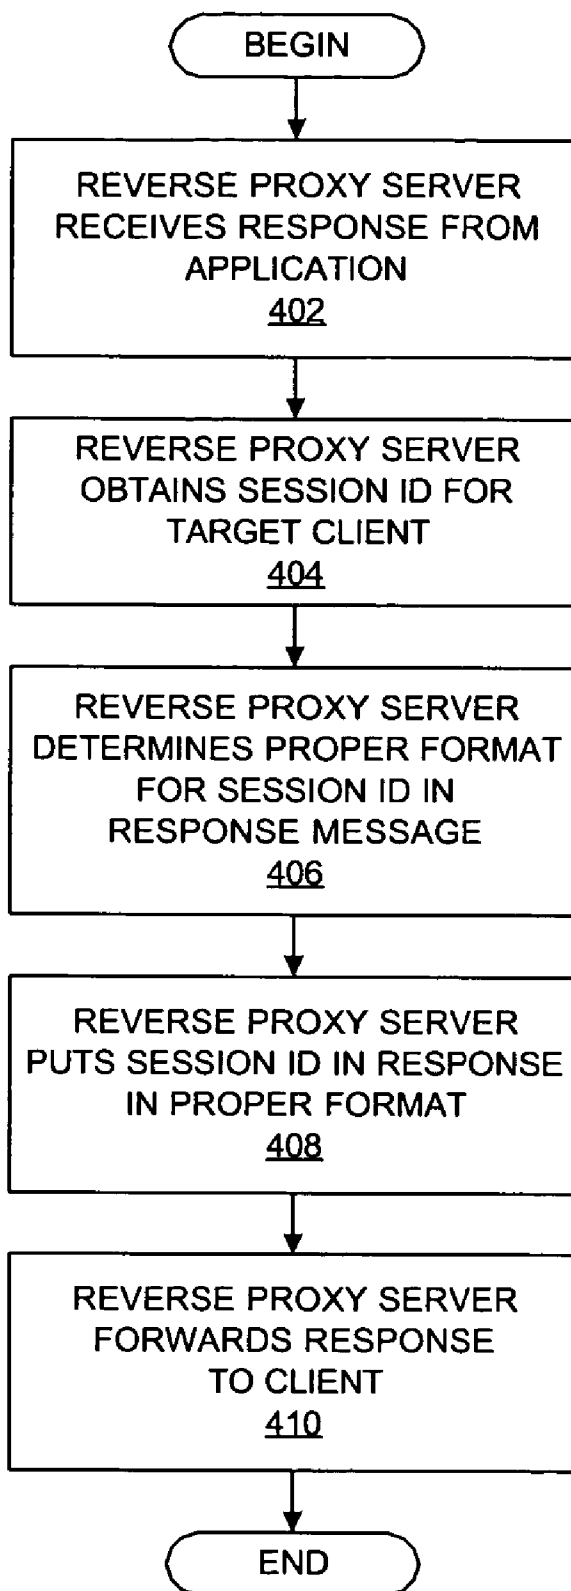 BEGIN
REVERSE PROXY SERVER
RECEIVES RESPONSE FROM
APPLICATION
402
REVERSE PROXY SERVER
OBTAINS SESSION ID FOR
TARGET CLIENT
404
REVERSE PROXY SERVER
DETERMINES PROPER FORMAT
FOR SESSION ID IN
RESPONSE MESSAGE
406
REVERSE PROXY SERVER
PUTS SESSION ID IN RESPONSE
IN PROPER FORMAT
408
REVERSE PROXY SERVER
FORWARDS RESPONSE
TO CLIENT
410
END